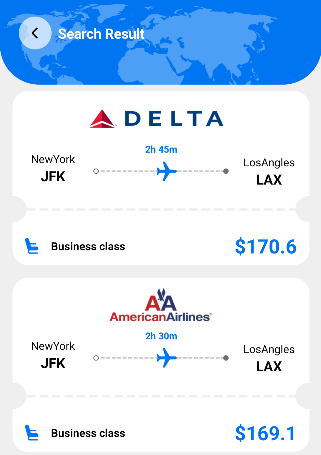 Search Result
DELTA
2h 45m
NewYork
LosAngles
JFK
LAX
Business class
$170.6
AA
AmericanAirlines
2h 30m
NewYork
LosAngles
JFK
LAX
Business class
$169.1